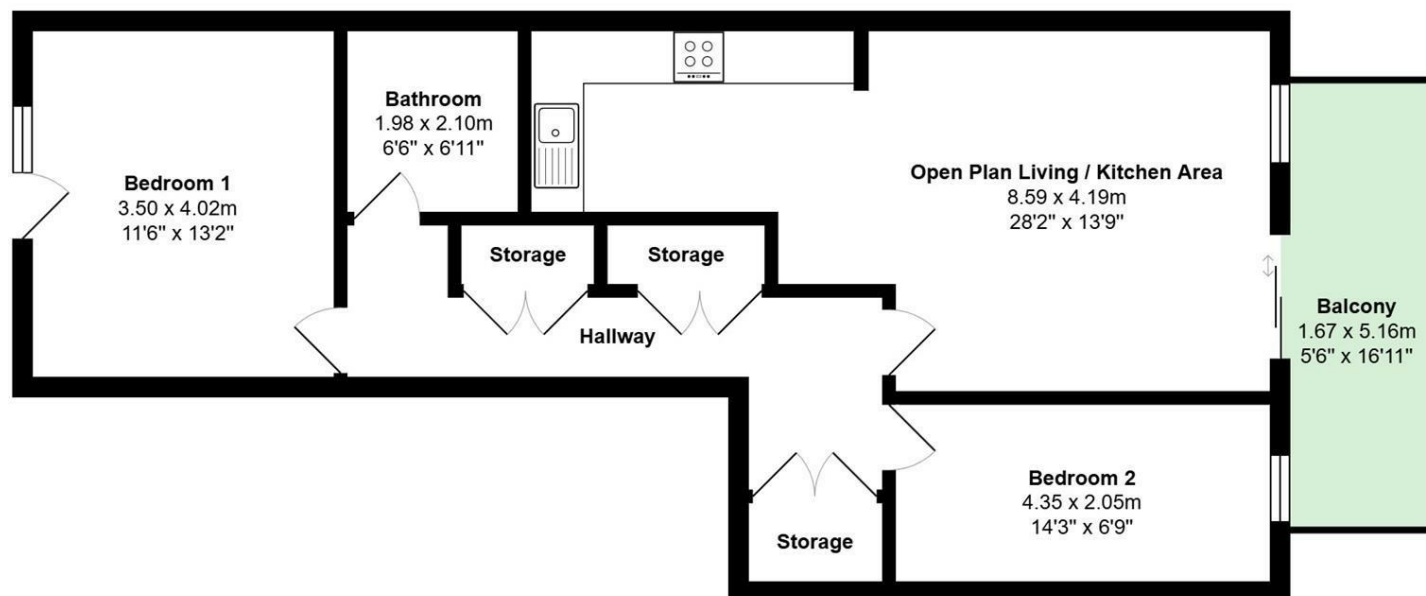 Bathroom
1.98 x 2.10m
6'6" x 6'11"
Bedroom 1
3.50 x 4.02m
11'6" x 13'2"
Open Plan Living / Kitchen Area
8.59 x 4.19m
28'2" x 13'9"
Storage
Storage
Hallway
Balcony
1.67 x 5.16m
5'6" x 16'11"
Bedroom 2
4.35 x 2.05m
14'3" x 6'9"
Storage